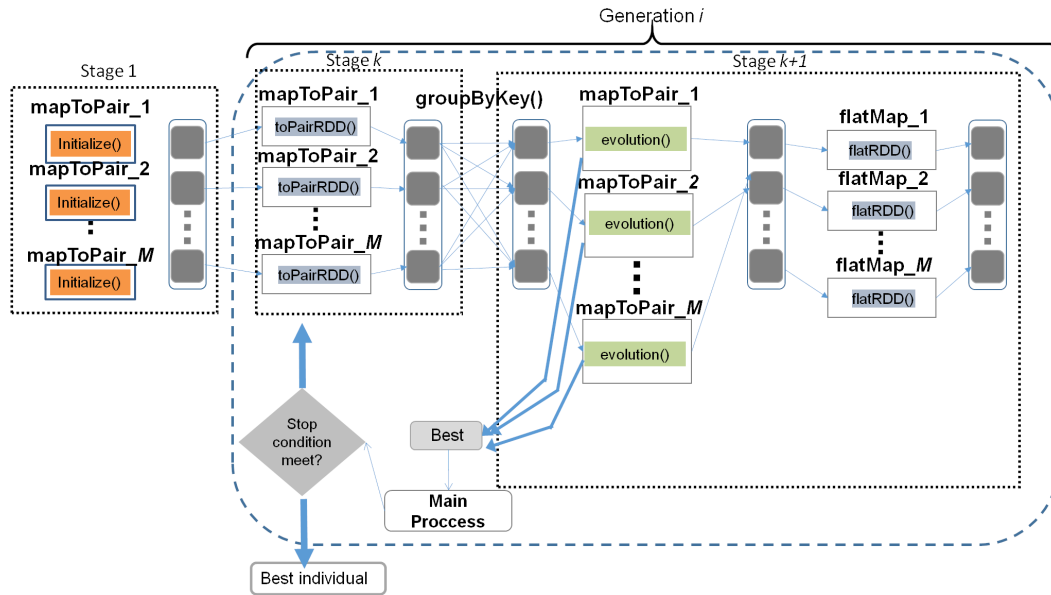 Generation i
Stage 1
Stage k
Stage k+1
mapToPair_1
Initialize()
mapToPair_2
Initialize()
mapToPair_M
Initialize()
mapToPair_1
toPairRDD()
mapToPair_2
toPairRDD()
mapToPair_M
toPairRDD()
groupByKey()
mapToPair_1
evolution()
mapToPair_2
evolution()
mapToPair_M
evolution()
flatMap_1
flatRDD()
flatMap_2
flatRDD()
flatMap_M
flatRDD()
Stop
condition
meet?
Best
Main
Proccess
Best individual